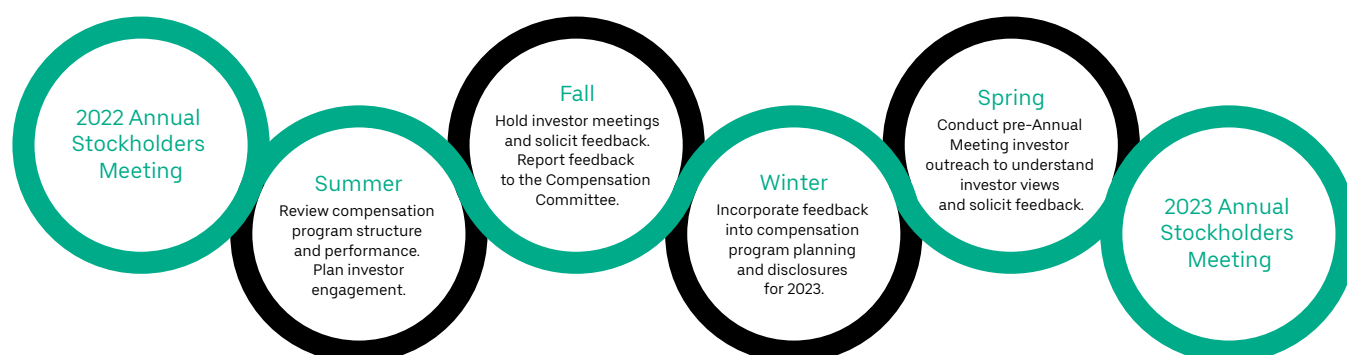 2022 Annual
Stockholders
Meeting
Summer
Review compensation
program structure
and performance.
Plan investor
engagement.
Fall
Hold investor meetings
and solicit feedback.
Report feedback
to the Compensation
Committee.
Winter
Incorporate feedback
into compensation
program planning
and disclosures
for 2023.
Spring
Conduct pre-Annual
Meeting investor
outreach to understand
investor views
and solicit feedback.
2023 Annual
Stockholders
Meeting